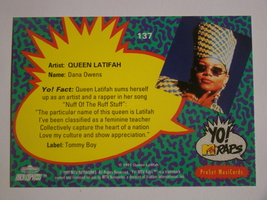 137
Artist: QUEEN LATIFAH
Name: Dana Owens
Yo! Fact: Queen Latifah sums herself
up as an artist and a rapper in her song
"Nuff Of The Ruff Stuff".
"The particular name of this queen is Latifah
I've been classified as a feminine teacher
Collectively capture the heart of a nation
Love my culture and show appreciation.
Label: Tommy Boy
YO!
MTV RAPS
ProSet MusiCards